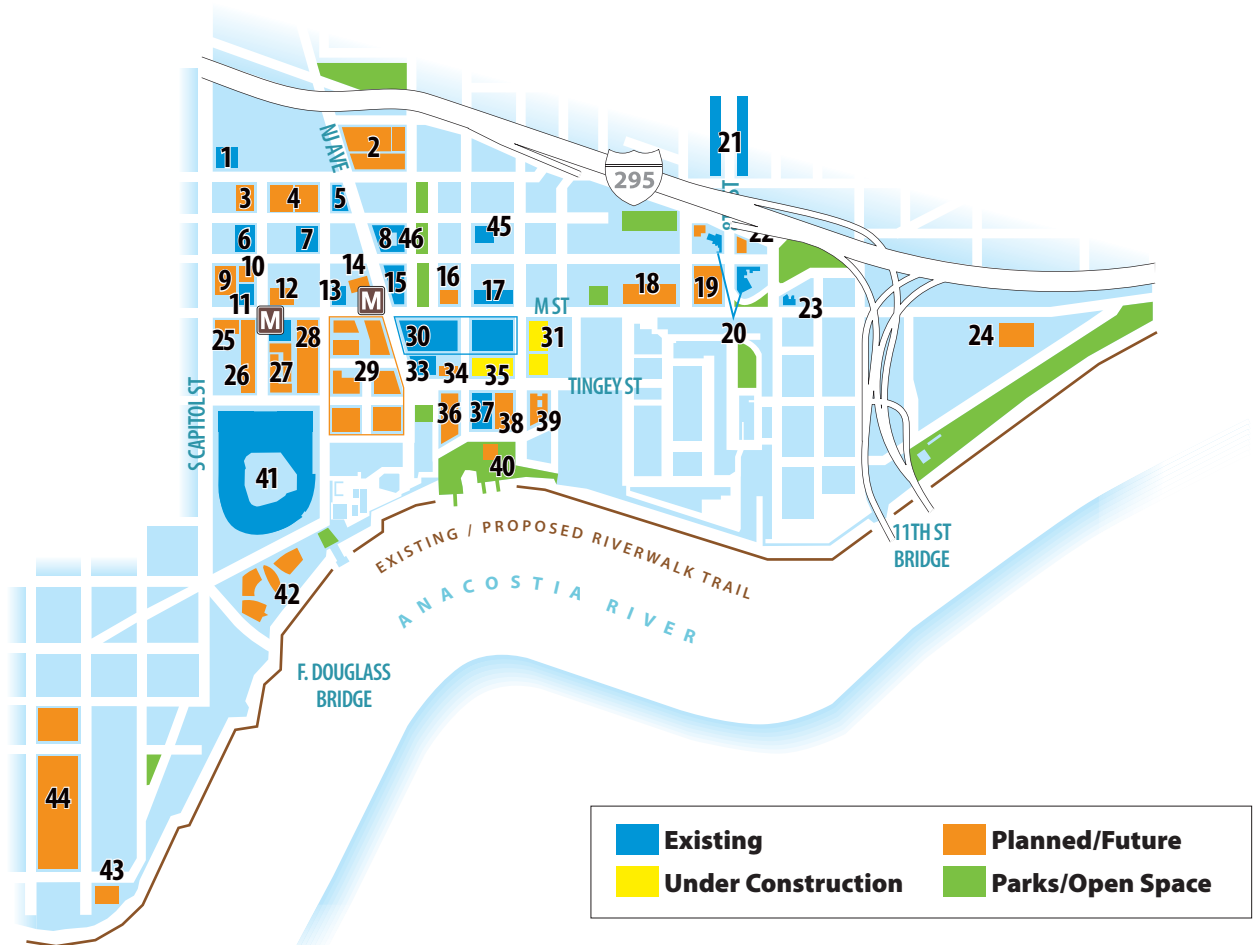 21
NJ AVE
2
1
295
3
4
5
8TH ST
6
7
8
46
45
22
9
10
11
12
13
14
15
16
17
18
19
20
23
M
M
M ST
24
25
26
27
28
29
30
31
33
34
35
TINGEY ST
S CAPITOL ST
36
37
38
39
40
41
11TH ST
BRIDGE
EXISTING / PROPOSED RIVERWALK TRAIL
ANACOSTIA RIVER
42
F. DOUGLASS
BRIDGE
44
43
Existing
Planned/Future
Under Construction
Parks/Open Space